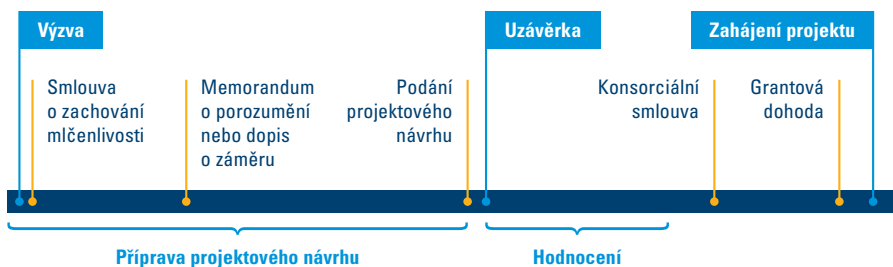 Výzva
Uzávěrka
Zahájení projektu
Smlouva
o zachování
mlčenlivosti
Memorandum
o porozumění
nebo dopis
o záměru
Podání
projektového
návrhu
Konsorciální
smlouva
Grantová
dohoda
Příprava projektového návrhu
Hodnocení